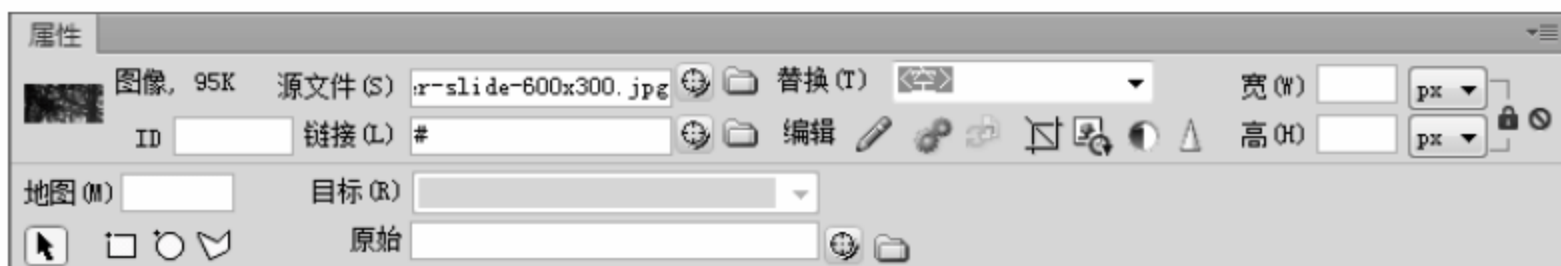 属性
图像, 95K 源文件(S) r-slide-600x300.jpg 替换(T) <空> 宽(W) px
ID 链接(L) # 编辑 高(H) px
地图(M) 目标(R)
原始